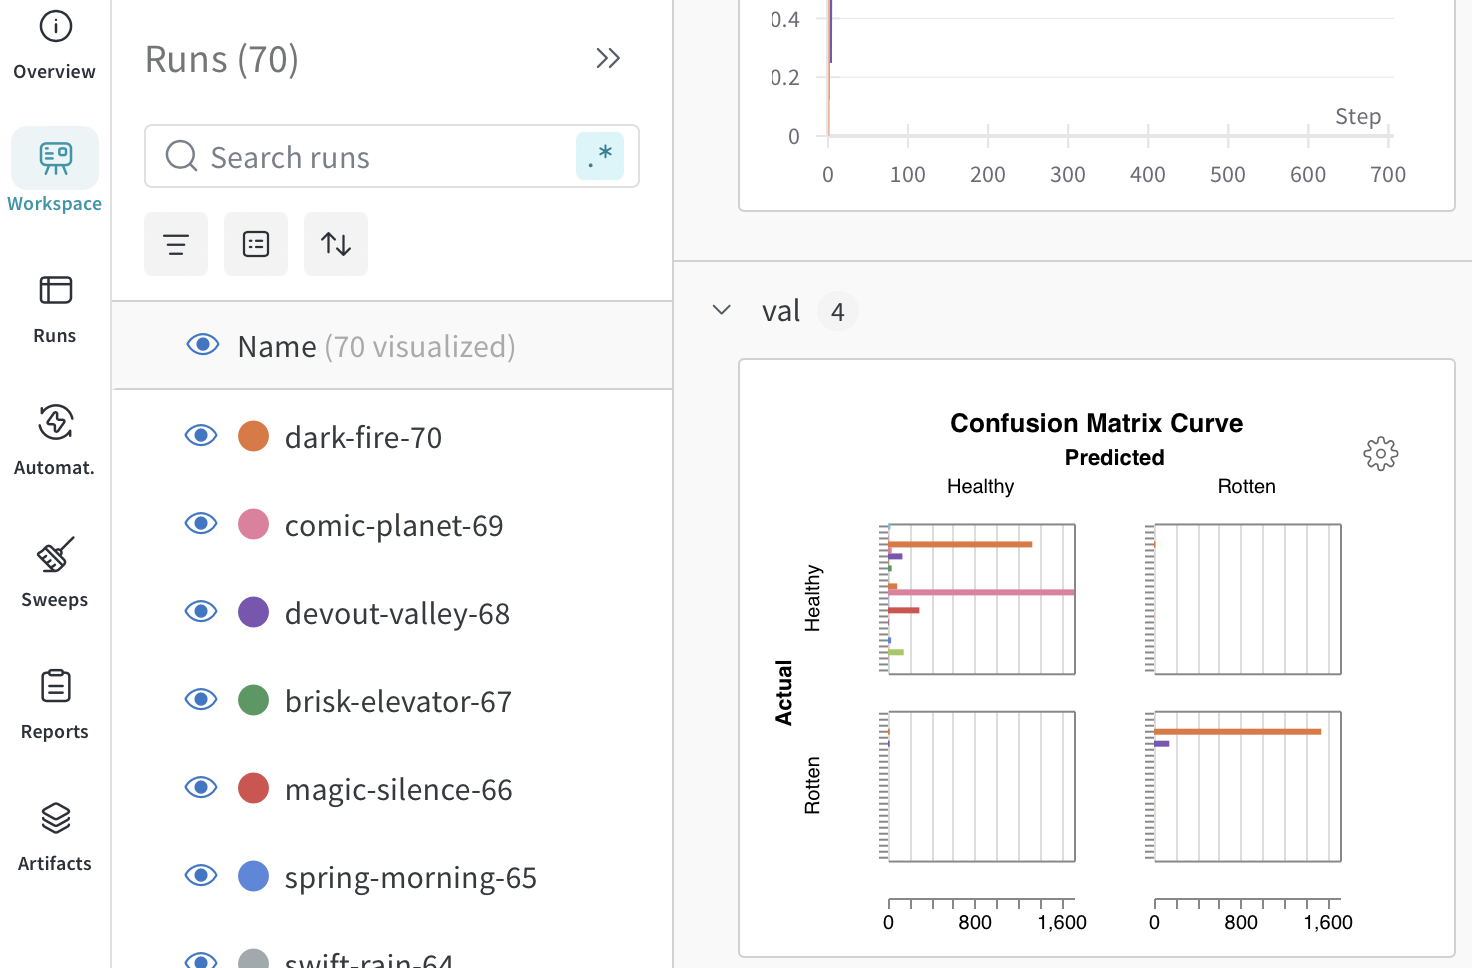 Overview
Workspace
Runs
Automat.
Sweeps
Reports
Artifacts
Runs (70)
Search runs
.*
Name (70 visualized)
dark-fire-70
comic-planet-69
devout-valley-68
brisk-elevator-67
magic-silence-66
spring-morning-65
swift-rain-64
0.4
0.2
0
Step
0 100 200 300 400 500 600 700
val 4
Confusion Matrix Curve
Predicted
Healthy Rotten
Actual
Healthy
Rotten
0 800 1,600 0 800 1,600